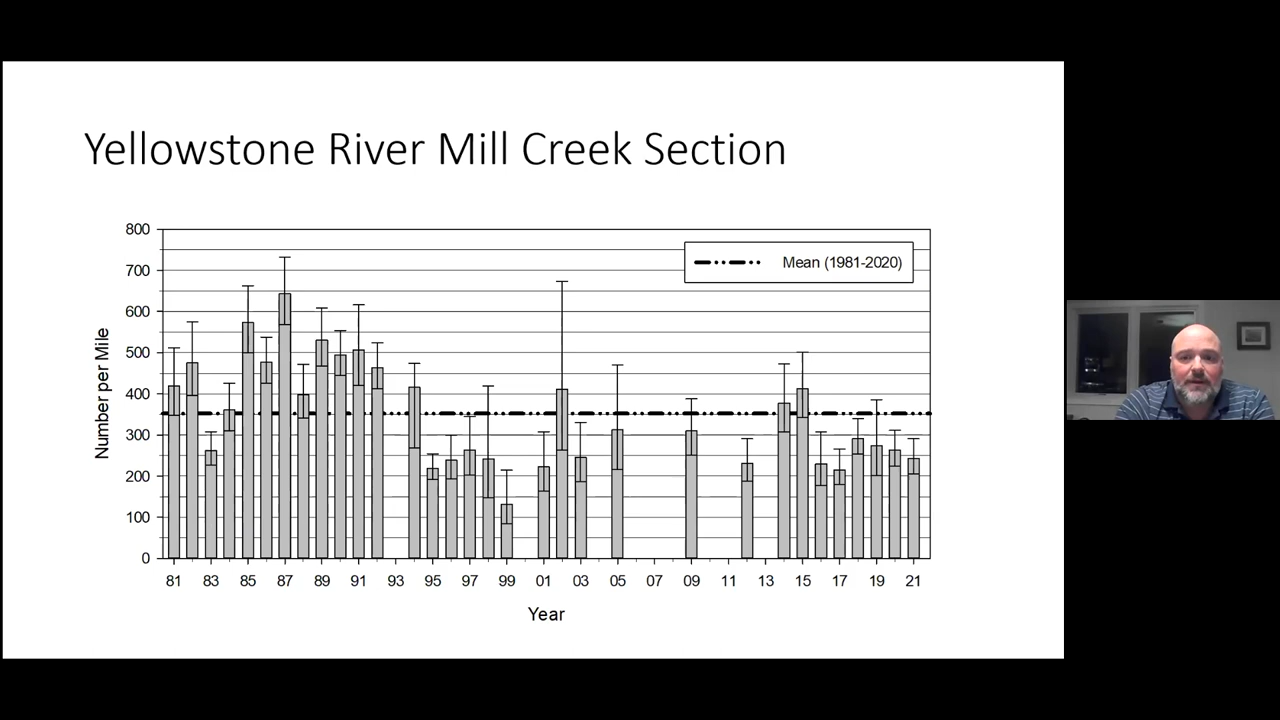 Yellowstone River Mill Creek Section
800
700
600
500
400
300
200
100
0
Number per Mile
Mean (1981-2020)
81 83 85 87 89 91 93 95 97 99 01 03 05 07 09 11 13 15 17 19 21
Year